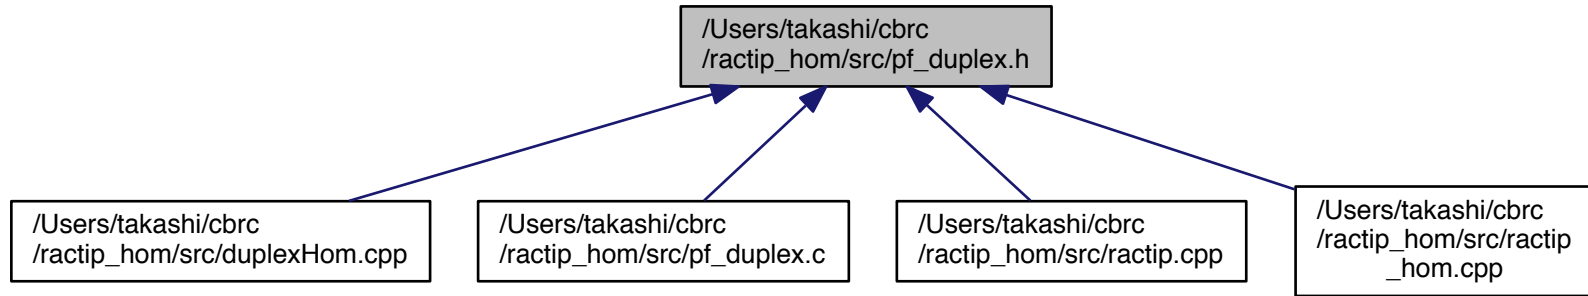 /Users/takashi/cbrc
/ractip_hom/src/pf_duplex.h
/Users/takashi/cbrc
/ractip_hom/src/duplexHom.cpp
/Users/takashi/cbrc
/ractip_hom/src/pf_duplex.c
/Users/takashi/cbrc
/ractip_hom/src/ractip.cpp
/Users/takashi/cbrc
/ractip_hom/src/ractip
_hom.cpp